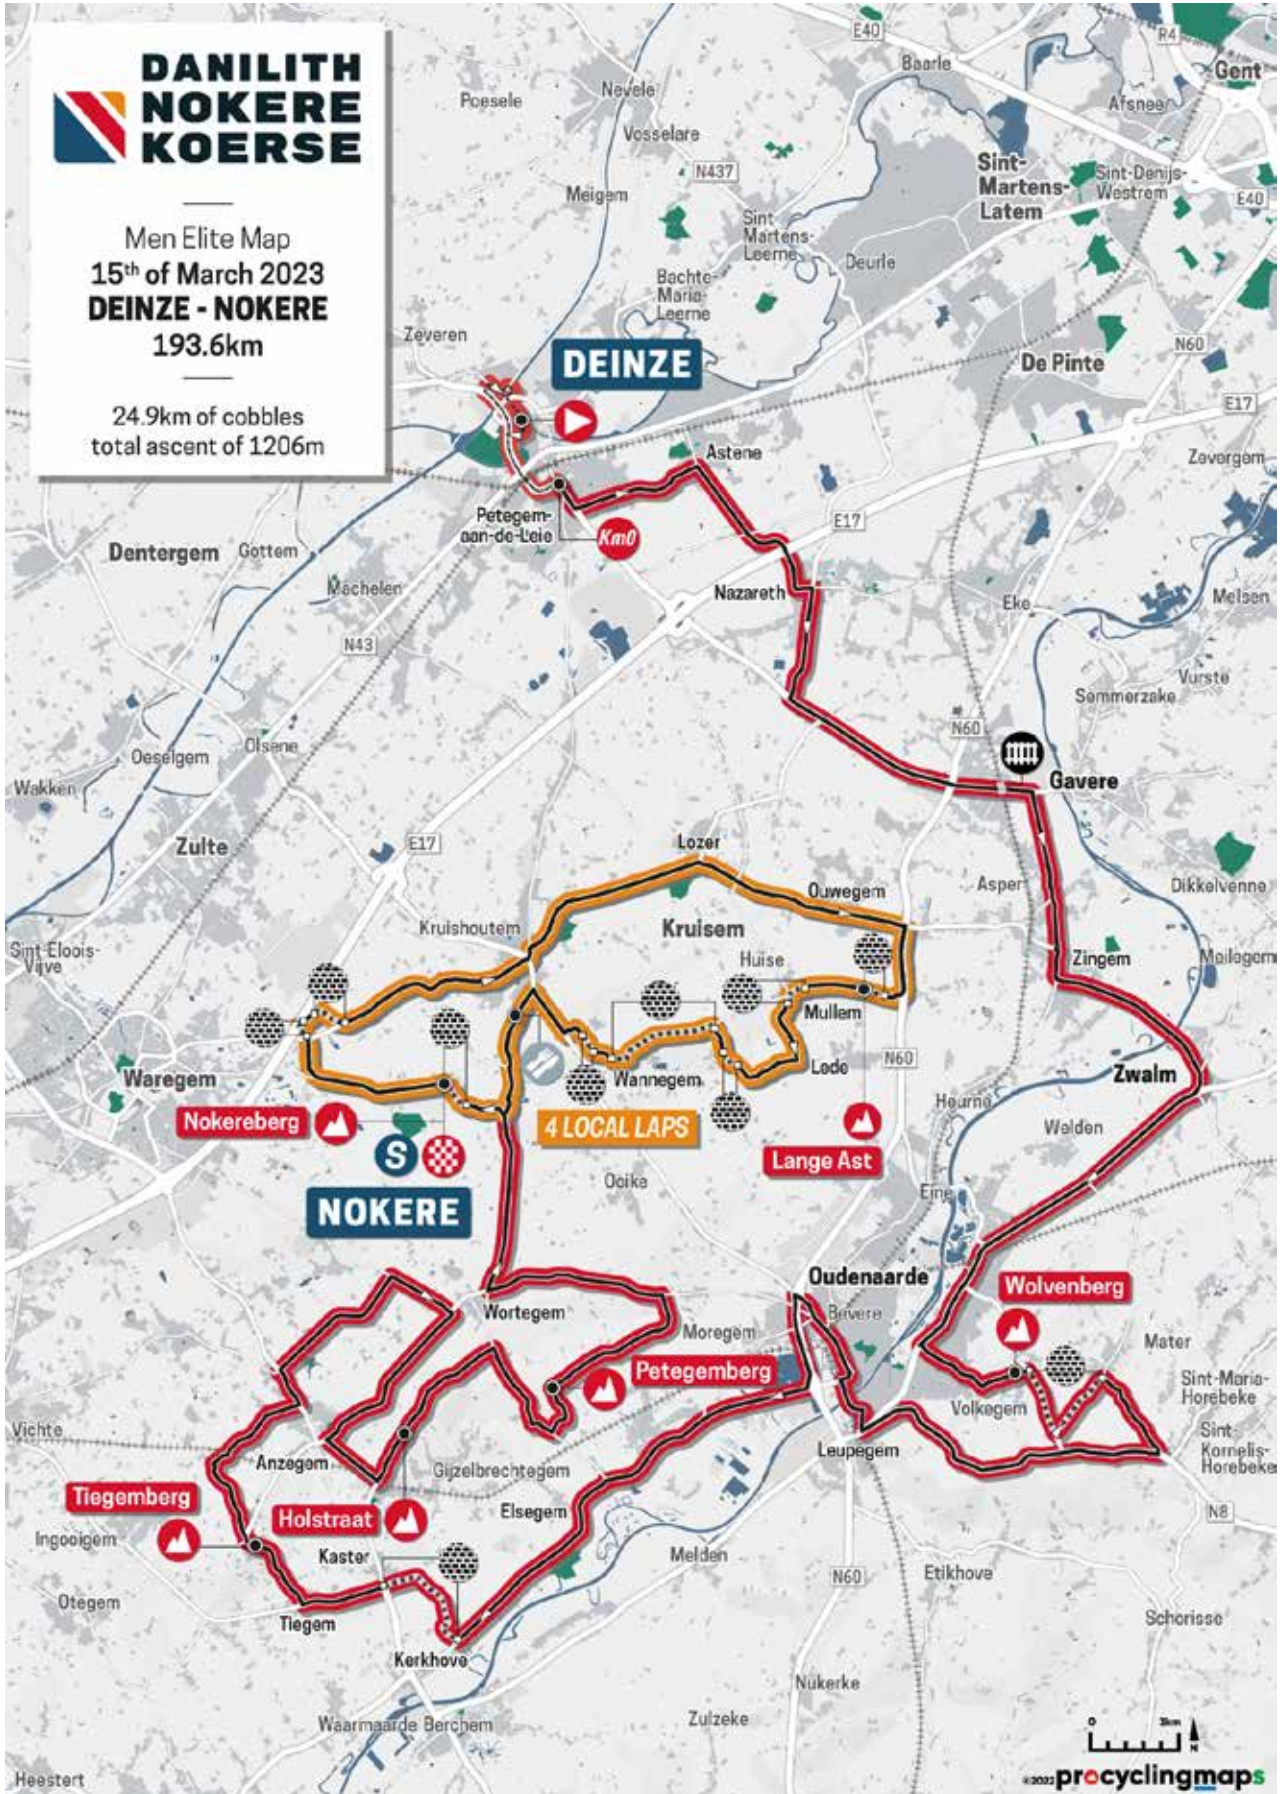 DANILITH
NOKERE
KOERSE
Men Elite Map
15th of March 2023
DEINZE - NOKERE
193.6km
24.9km of cobbles
total ascent of 1206m
E40
R4
Baarle
Gent
Poesele
Nevele
Afsnee
Vosselare
N437
Sint-
Martens-
Latem
Sint-Denijs-
Westrem
E40
Meigem
Sint
Martens-
Leerne
Deurle
Bachte-
Maria-
Leerne
Zeveren
DEINZE
De Pinte
N60
E17
Astene
Zevergem
Petegem-
aan-de-Leie
Km0
E17
Dentergem
Gottem
Machelen
Nazareth
Eke
Melsen
N43
Vurste
Semmerzake
N60
Olsene
Oeselgem
Wakken
Gavere
Zulte
E17
Lozer
Ouwegem
Asper
Dikkelvenne
Kruishoutem
Kruisem
Sint-Eloois-
Vijve
Huise
Zingem
Meilegem
Mullem
Waregem
Wannegem
Lede
N60
Zwalm
Heurne
Nokereberg
4 LOCAL LAPS
Welden
S
Lange Ast
NOKERE
Ooike
Eine
Oudenaarde
Wolvenberg
Wortegem
Bevere
Moregem
Mater
Petegemberg
Sint-Maria-
Horebeke
Volkegem
Vichte
Sint-
Kornelis-
Horebeke
Anzegem
Gijzelbrechtegem
Leupegem
Tiegemberg
Holstraat
Elsegem
N8
Ingooigem
Kaster
Melden
N60
Etikhove
Otegem
Tiegem
Schorisse
Kerkhove
Nukerke
Waarmaarde
Berchem
Zulzeke
0
3km
N
Heestert
©2023 procyclingmaps